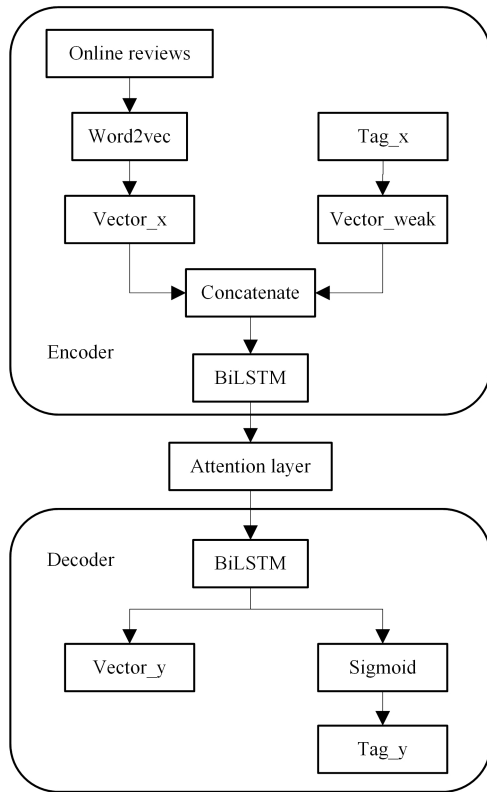 Online reviews
Word2vec
Tag_x
Vector_x
Vector_weak
Concatenate
Encoder
BiLSTM
Attention layer
Decoder
BiLSTM
Vector_y
Sigmoid
Tag_y